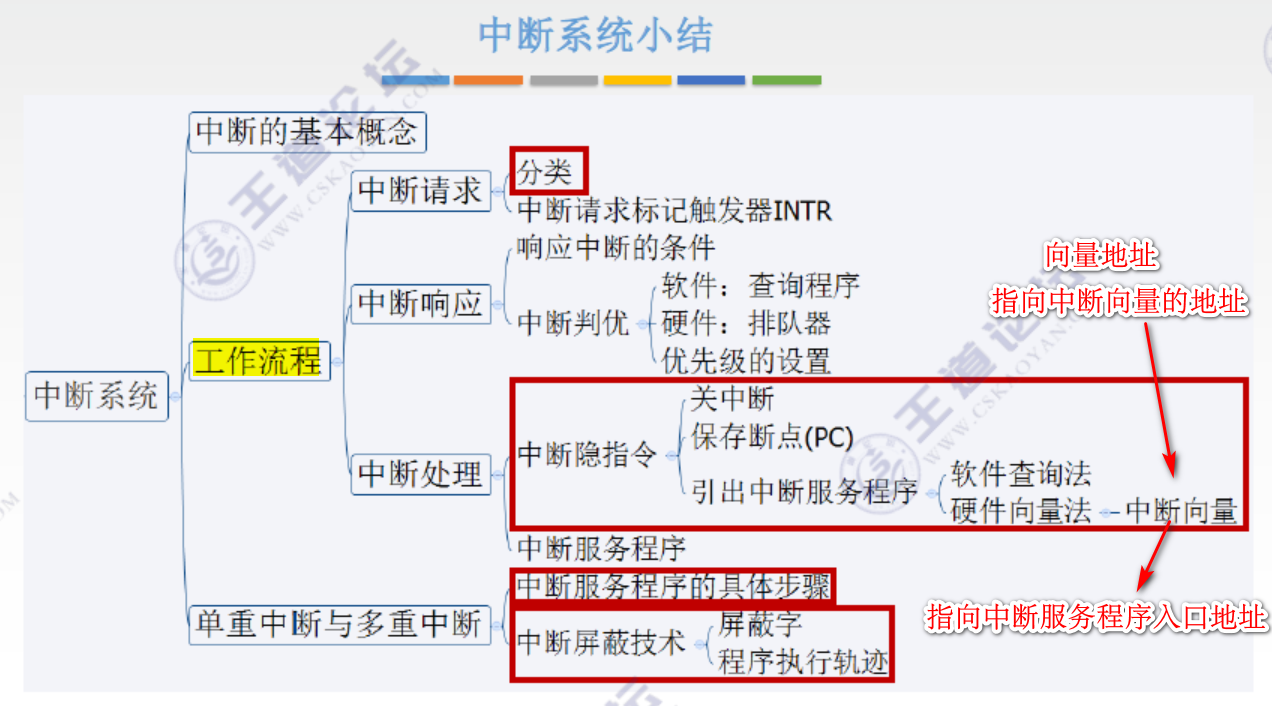 中断系统小结
中断的基本概念
中断请求
分类
中断请求标记触发器INTR
响应中断的条件
中断响应
中断判优
软件：查询程序
硬件：排队器
优先级的设置
向量地址
指向中断向量的地址
工作流程
中断系统
中断处理
中断隐指令
关中断
保存断点(PC)
引出中断服务程序
软件查询法
硬件向量法
中断向量
中断服务程序
指向中断服务程序入口地址
单重中断与多重中断
中断服务程序的具体步骤
中断屏蔽技术
屏蔽字
程序执行轨迹
王道论坛
WWW.CSKAOYAN.COM
王道论坛
WWW.CSKAOYAN.